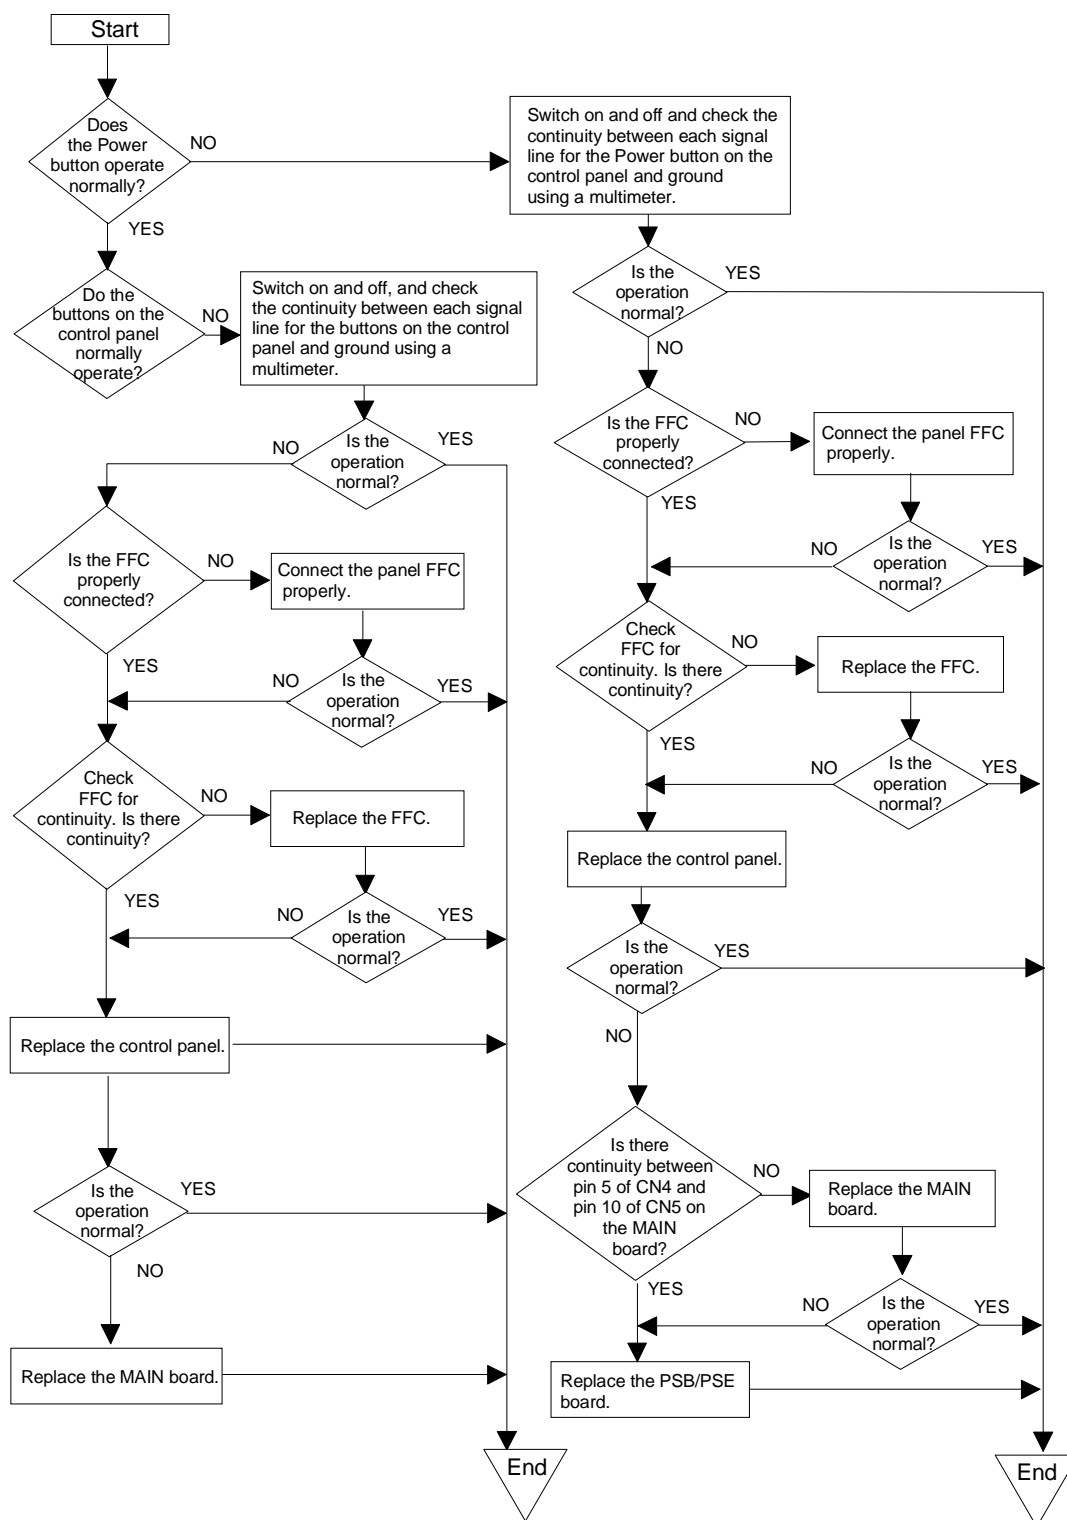 Start
Does
the Power
button operate
normally?
NO
YES
Switch on and off and check the
continuity between each signal
line for the Power button on the
control panel and ground
using a multimeter.
Do the
buttons on the
control panel
normally
operate?
NO
Switch on and off, and check
the continuity between each signal
line for the buttons on the control
panel and ground using a
multimeter.
Is the
operation
normal?
NO
YES
Is the FFC
properly
connected?
NO
YES
Connect the panel FFC
properly.
Is the
operation
normal?
NO
YES
Check
FFC for
continuity. Is there
continuity?
NO
YES
Replace the FFC.
Is the
operation
normal?
NO
YES
Replace the control panel.
Is the
operation
normal?
YES
NO
Replace the MAIN board.
End
Is the
operation
normal?
YES
NO
Is the FFC
properly
connected?
NO
YES
Connect the panel FFC
properly.
Is the
operation
normal?
NO
YES
Check
FFC for
continuity. Is there
continuity?
NO
YES
Replace the FFC.
Is the
operation
normal?
NO
YES
Replace the control panel.
Is the
operation
normal?
YES
NO
Is there
continuity between
pin 5 of CN4 and
pin 10 of CN5 on
the MAIN
board?
NO
YES
Replace the MAIN
board.
Is the
operation
normal?
NO
YES
Replace the PSB/PSE
board.
End